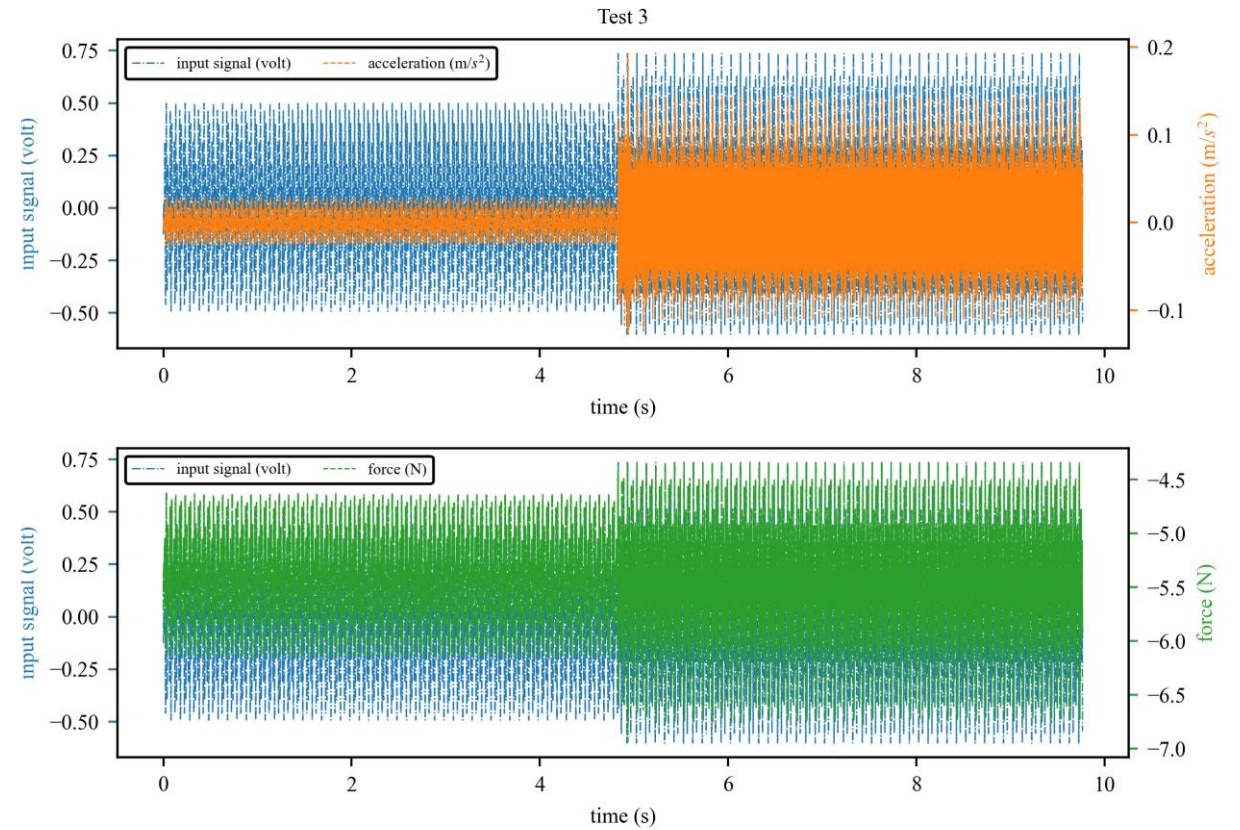 Test 3
input signal (volt)
acceleration (m/s²)
0.75
0.50
0.25
0.00
−0.25
−0.50
input signal (volt)
0.2
0.1
0.0
−0.1
acceleration (m/s²)
0 2 4 6 8 10
time (s)
input signal (volt)
force (N)
0.75
0.50
0.25
0.00
−0.25
−0.50
input signal (volt)
−4.5
−5.0
−5.5
−6.0
−6.5
−7.0
force (N)
0 2 4 6 8 10
time (s)